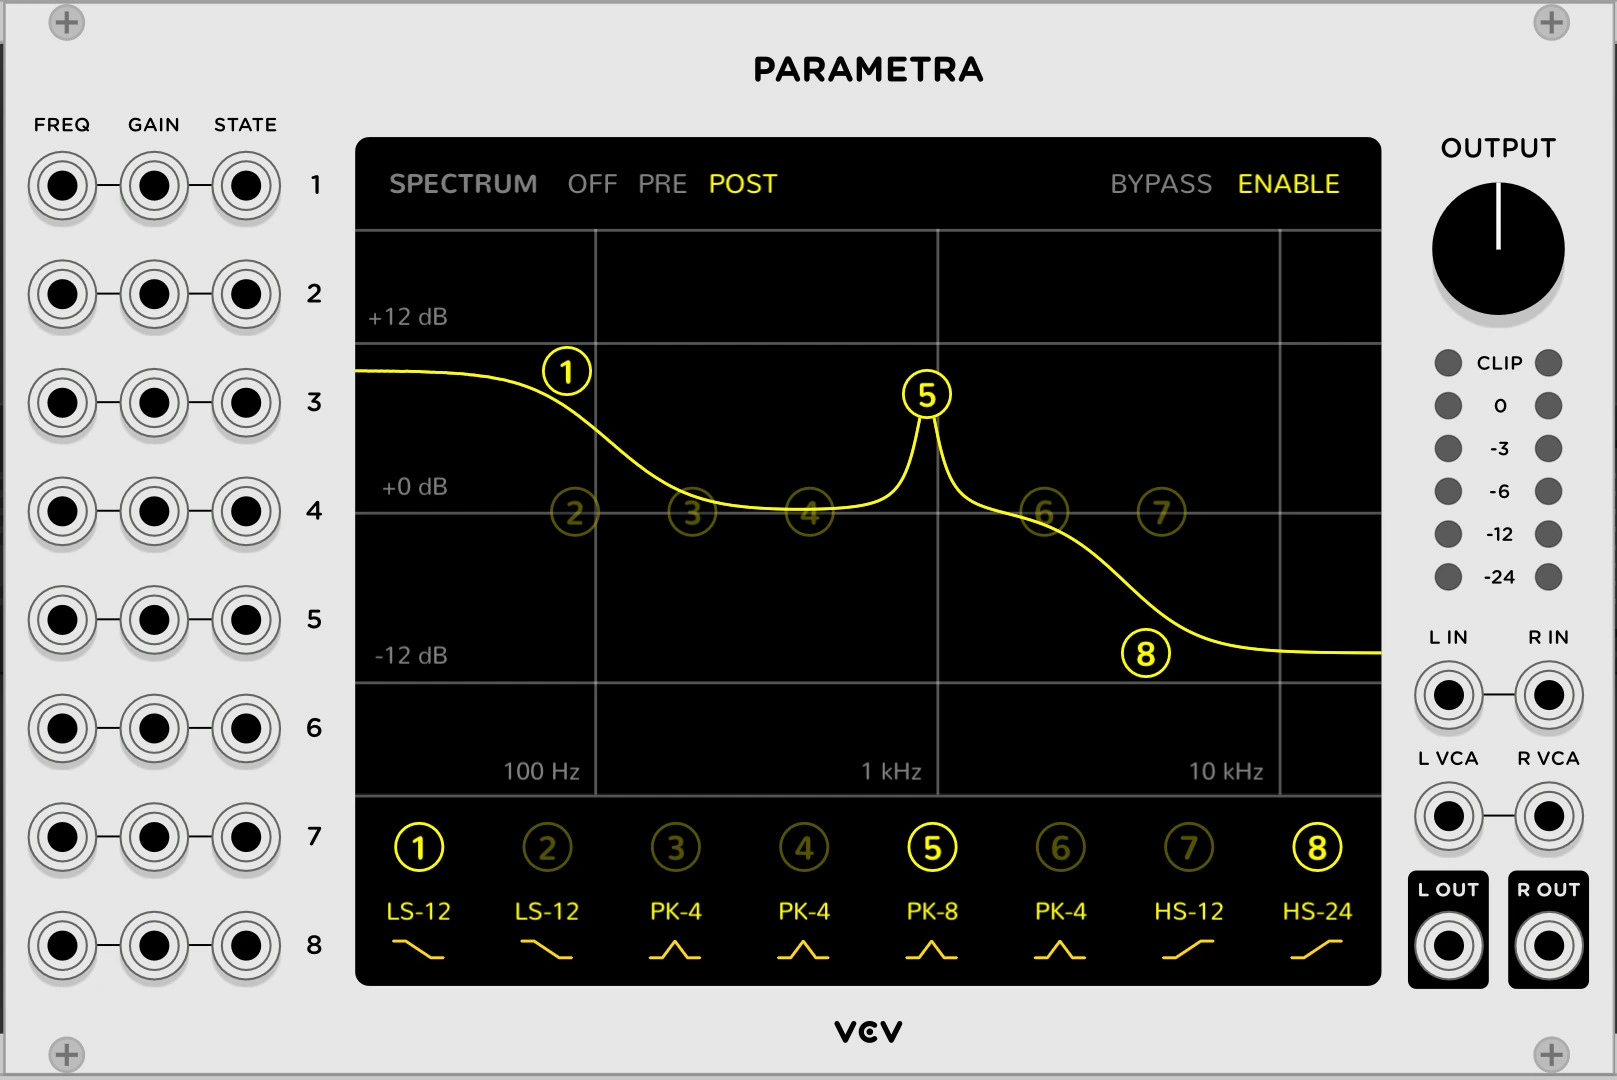 PARAMETRA
FREQ GAIN STATE
1
2
3
4
5
6
7
8
SPECTRUM OFF PRE POST BYPASS ENABLE
+12 dB
+0 dB
-12 dB
1
5
2 3 4 6 7
8
100 Hz 1 kHz 10 kHz
1 2 3 4 5 6 7 8
LS-12 LS-12 PK-4 PK-4 PK-8 PK-4 HS-12 HS-24
OUTPUT
CLIP
0
-3
-6
-12
-24
L IN R IN
L VCA R VCA
L OUT R OUT
VCV